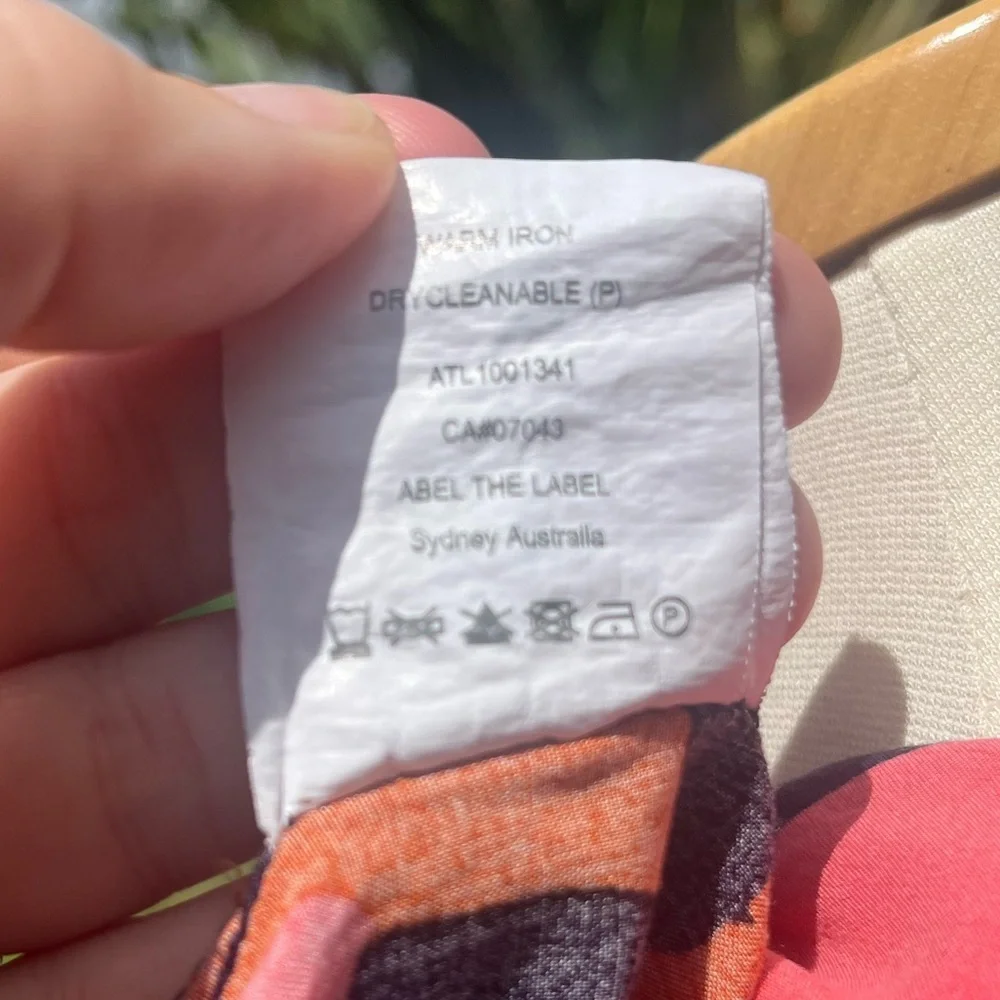 WARM IRON
DRYCLEANABLE (P)
ATL1001341
CA#07043
ABEL THE LABEL
Sydney Australia
P